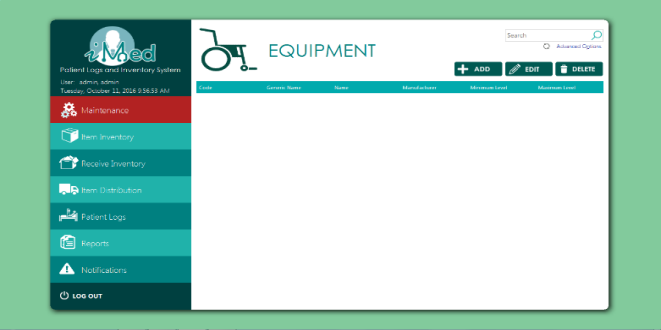 iMed
Patient Logs and Inventory System
User: admin, admin
Tuesday, October 11, 2016 9:56:53 AM
Maintenance
Item Inventory
Receive Inventory
Item Distribution
Patient Logs
Reports
Notifications
LOG OUT
EQUIPMENT
Search
Advanced Options
ADD
EDIT
DELETE
Code Generic Name Name Manufacturer Minimum Level Maximum Level